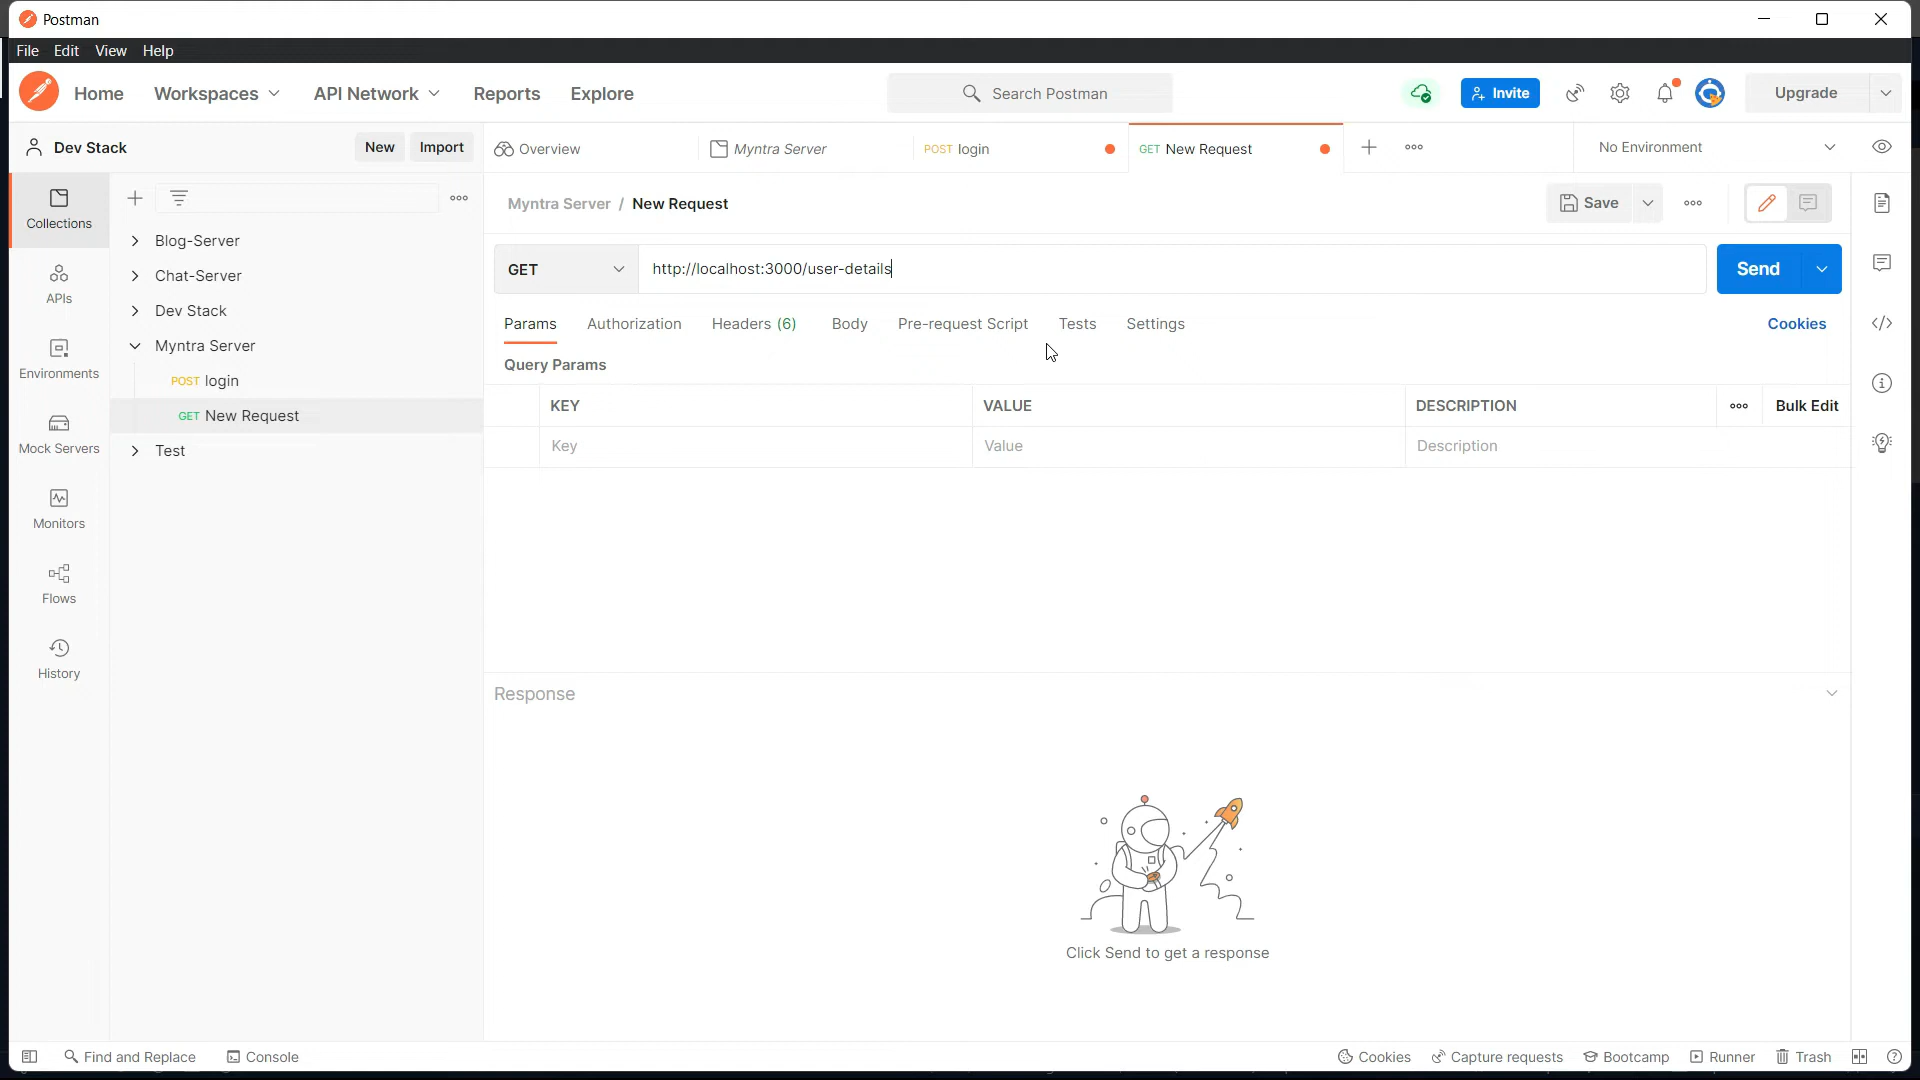 Postman
File Edit View Help
Home Workspaces API Network Reports Explore Search Postman Invite Upgrade
Dev Stack New Import Overview Myntra Server POST login GET New Request No Environment
Collections
APIs
Environments
Mock Servers
Monitors
Flows
History
Blog-Server
Chat-Server
Dev Stack
Myntra Server
POST login
GET New Request
Test
Myntra Server / New Request Save
GET http://localhost:3000/user-details Send
Params Authorization Headers (6) Body Pre-request Script Tests Settings Cookies
Query Params
KEY VALUE DESCRIPTION Bulk Edit
Key Value Description
Response
Click Send to get a response
Find and Replace Console Cookies Capture requests Bootcamp Runner Trash